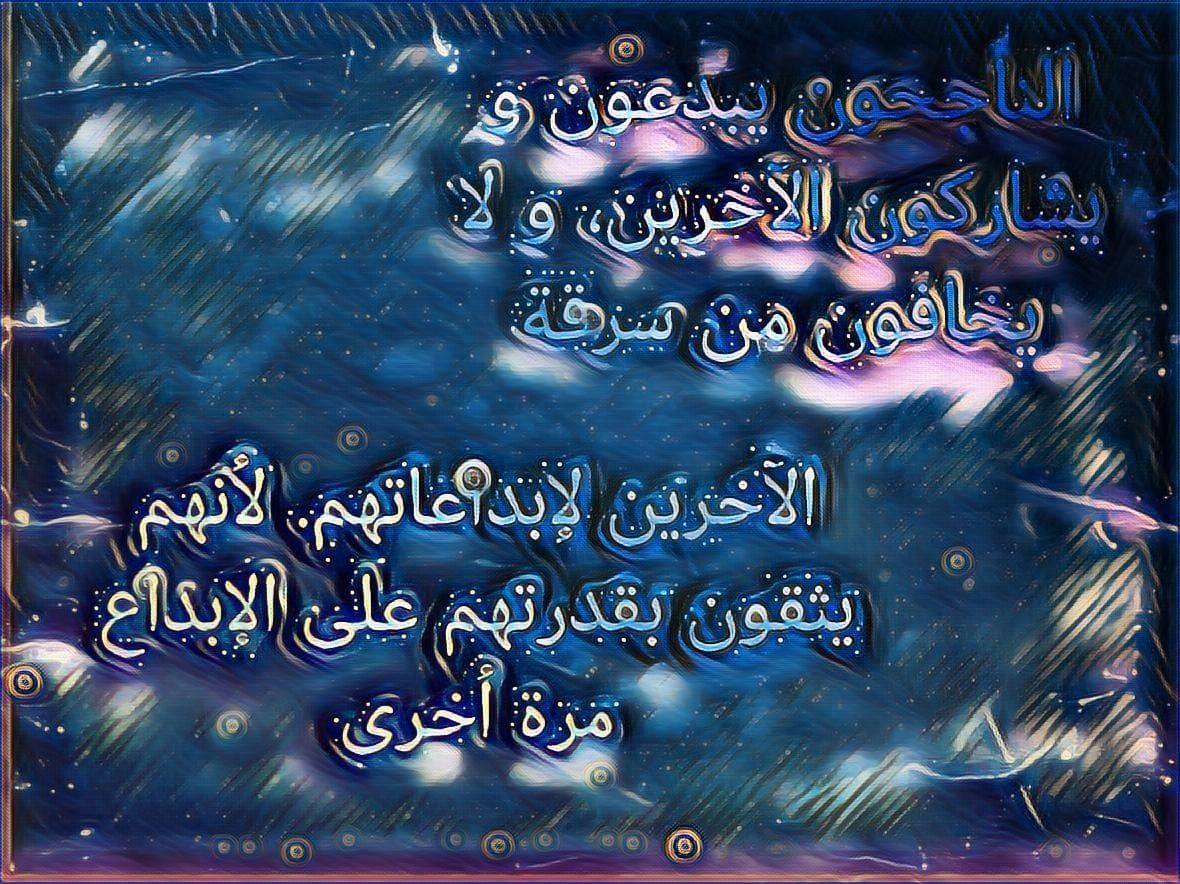 الناجحون يبدعون و
يشاركون الآخرين، و لا
يخافون من سرقة
الآخرين لإبداعاتهم. لأنهم
يثقون بقدرتهم على الإبداع
مرة أخرى